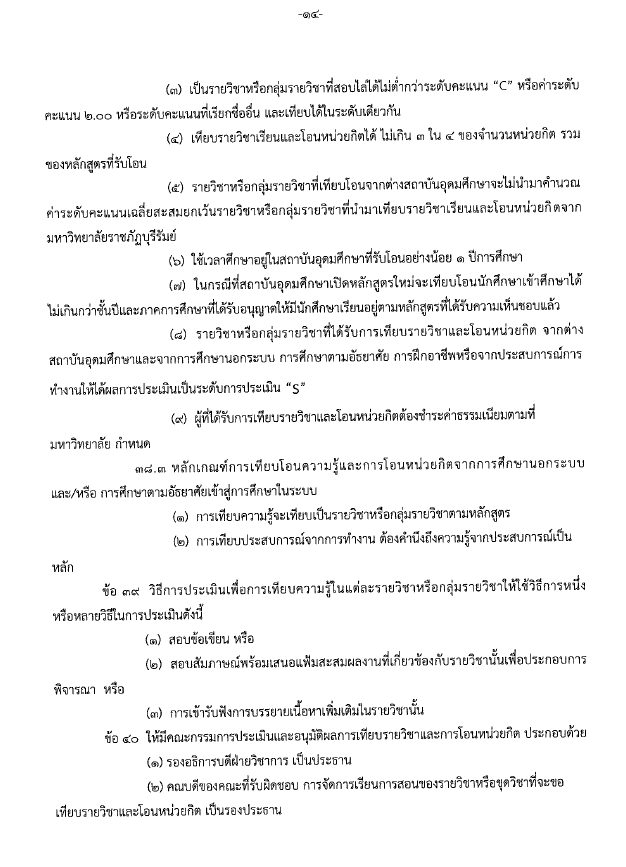 -๑๔-
(๓) เป็นรายวิชาหรือกลุ่มรายวิชาที่สอบไล่ได้ไม่ต่ำกว่าระดับคะแนน "C" หรือค่าระดับ
คะแนน ๒.๐๐ หรือระดับคะแนนที่เรียกชื่ออื่น และเทียบได้ในระดับเดียวกัน
(๔) เทียบรายวิชาเรียนและโอนหน่วยกิตได้ ไม่เกิน ๓ ใน ๔ ของจำนวนหน่วยกิต รวม
ของหลักสูตรที่รับโอน
(๕) รายวิชาหรือกลุ่มรายวิชาที่เทียบโอนจากต่างสถาบันอุดมศึกษาจะไม่นำมาคำนวณ
ค่าระดับคะแนนเฉลี่ยสะสมยกเว้นรายวิชาหรือกลุ่มรายวิชาที่นำมาเทียบรายวิชาเรียนและโอนหน่วยกิตจาก
มหาวิทยาลัยราชภัฏบุรีรัมย์
(๖) ใช้เวลาศึกษาอยู่ในสถาบันอุดมศึกษาที่รับโอนอย่างน้อย ๑ ปีการศึกษา
(๗) ในกรณีที่สถาบันอุดมศึกษาเปิดหลักสูตรใหม่จะเทียบโอนนักศึกษาเข้าศึกษาได้
ไม่เกินกว่าชั้นปีและภาคการศึกษาที่ได้รับอนุญาตให้มีนักศึกษาเรียนอยู่ตามหลักสูตรที่ได้รับความเห็นชอบแล้ว
(๘) รายวิชาหรือกลุ่มรายวิชาที่ได้รับการเทียบรายวิชาและโอนหน่วยกิต จากต่าง
สถาบันอุดมศึกษาและจากการศึกษานอกระบบ การศึกษาตามอัธยาศัย การฝึกอาชีพหรือจากประสบการณ์การ
ทำงานให้ได้ผลการประเมินเป็นระดับการประเมิน "S"
(๙) ผู้ที่ได้รับการเทียบรายวิชาและโอนหน่วยกิตต้องชำระค่าธรรมเนียมตามที่
มหาวิทยาลัย กำหนด
๓๘.๓ หลักเกณฑ์การเทียบโอนความรู้และการโอนหน่วยกิตจากการศึกษานอกระบบ
และ/หรือ การศึกษาตามอัธยาศัยเข้าสู่การศึกษาในระบบ
(๑) การเทียบความรู้จะเทียบเป็นรายวิชาหรือกลุ่มรายวิชาตามหลักสูตร
(๒) การเทียบประสบการณ์จากการทำงาน ต้องคำนึงถึงความรู้จากประสบการณ์เป็น
หลัก
ข้อ ๓๙ วิธีการประเมินเพื่อการเทียบความรู้ในแต่ละรายวิชาหรือกลุ่มรายวิชาให้ใช้วิธีการหนึ่ง
หรือหลายวิธีในการประเมินดังนี้
(๑) สอบข้อเขียน หรือ
(๒) สอบสัมภาษณ์พร้อมเสนอแฟ้มสะสมผลงานที่เกี่ยวข้องกับรายวิชานั้นเพื่อประกอบการ
พิจารณา หรือ
(๓) การเข้ารับฟังการบรรยายเนื้อหาเพิ่มเติมในรายวิชานั้น
ข้อ ๔๐ ให้มีคณะกรรมการประเมินและอนุมัติผลการเทียบรายวิชาและการโอนหน่วยกิต ประกอบด้วย
(๑) รองอธิการบดีฝ่ายวิชาการ เป็นประธาน
(๒) คณบดีของคณะที่รับผิดชอบ การจัดการเรียนการสอนของรายวิชาหรือชุดวิชาที่จะขอ
เทียบรายวิชาและโอนหน่วยกิต เป็นรองประธาน